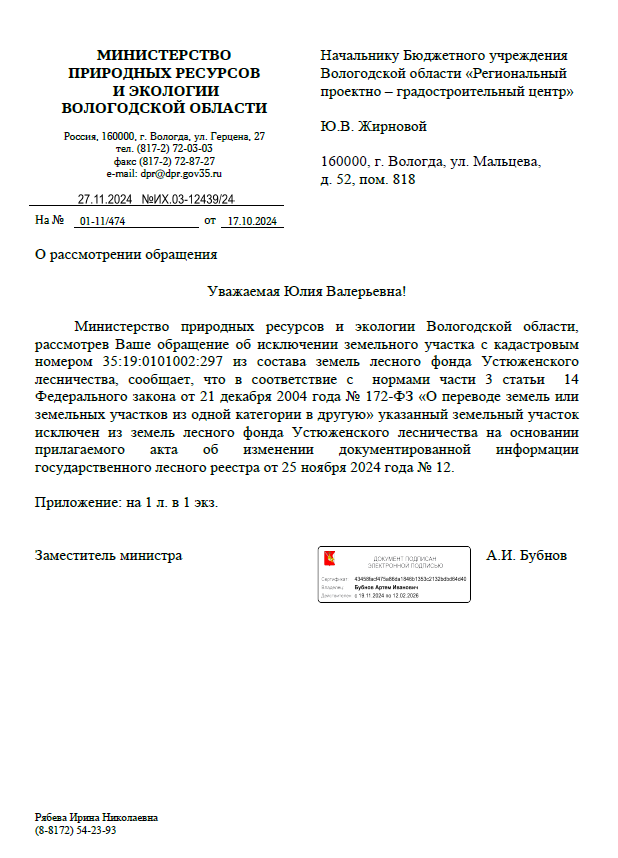 МИНИСТЕРСТВО
ПРИРОДНЫХ РЕСУРСОВ
И ЭКОЛОГИИ
ВОЛОГОДСКОЙ ОБЛАСТИ
Россия, 160000, г. Вологда, ул. Герцена, 27
тел. (817-2) 72-03-03
факс (817-2) 72-87-27
e-mail: dpr@dpr.gov35.ru
27.11.2024 №ИХ.03-12439/24
На № 01-11/474 от 17.10.2024
Начальнику Бюджетного учреждения
Вологодской области «Региональный
проектно – градостроительный центр»
Ю.В. Жирновой
160000, г. Вологда, ул. Мальцева,
д. 52, пом. 818
О рассмотрении обращения
Уважаемая Юлия Валерьевна!
Министерство природных ресурсов и экологии Вологодской области,
рассмотрев Ваше обращение об исключении земельного участка с кадастровым
номером 35:19:0101002:297 из состава земель лесного фонда Устюженского
лесничества, сообщает, что в соответствие с нормами части 3 статьи 14
Федерального закона от 21 декабря 2004 года № 172-ФЗ «О переводе земель или
земельных участков из одной категории в другую» указанный земельный участок
исключен из земель лесного фонда Устюженского лесничества на основании
прилагаемого акта об изменении документированной информации
государственного лесного реестра от 25 ноября 2024 года № 12.
Приложение: на 1 л. в 1 экз.
Заместитель министра
ДОКУМЕНТ ПОДПИСАН
ЭЛЕКТРОННОЙ ПОДПИСЬЮ
Сертификат
Владелец Бубнов Артем Иванович
Действителен с 19.11.2024 по 12.02.2026
А.И. Бубнов
Рябева Ирина Николаевна
(8-8172) 54-23-93